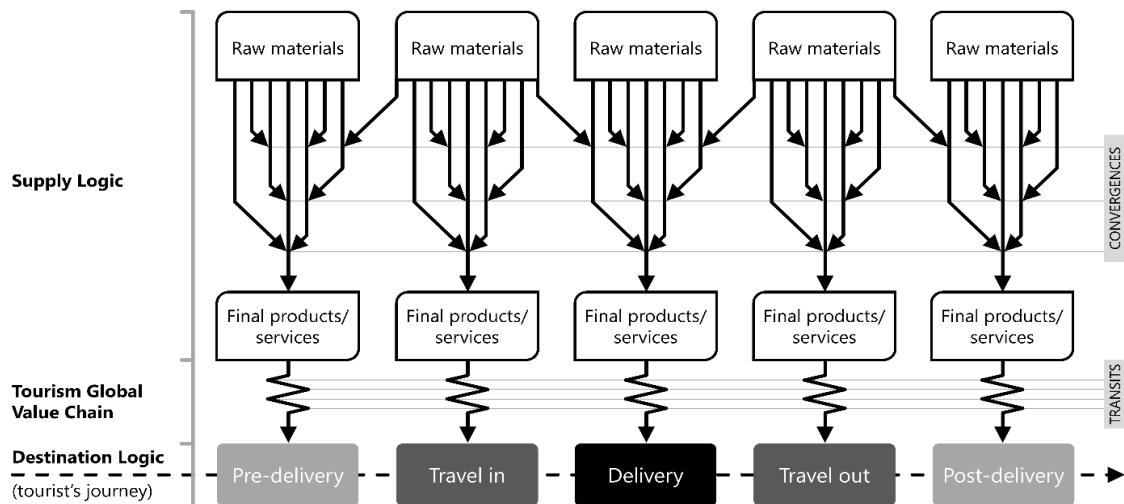 Raw materials
Raw materials
Raw materials
Raw materials
Raw materials
Supply Logic
CONVERGENCES
Final products/
services
Final products/
services
Final products/
services
Final products/
services
Final products/
services
Tourism Global
Value Chain
TRANSITS
Destination Logic
(tourist's journey)
Pre-delivery
Travel in
Delivery
Travel out
Post-delivery